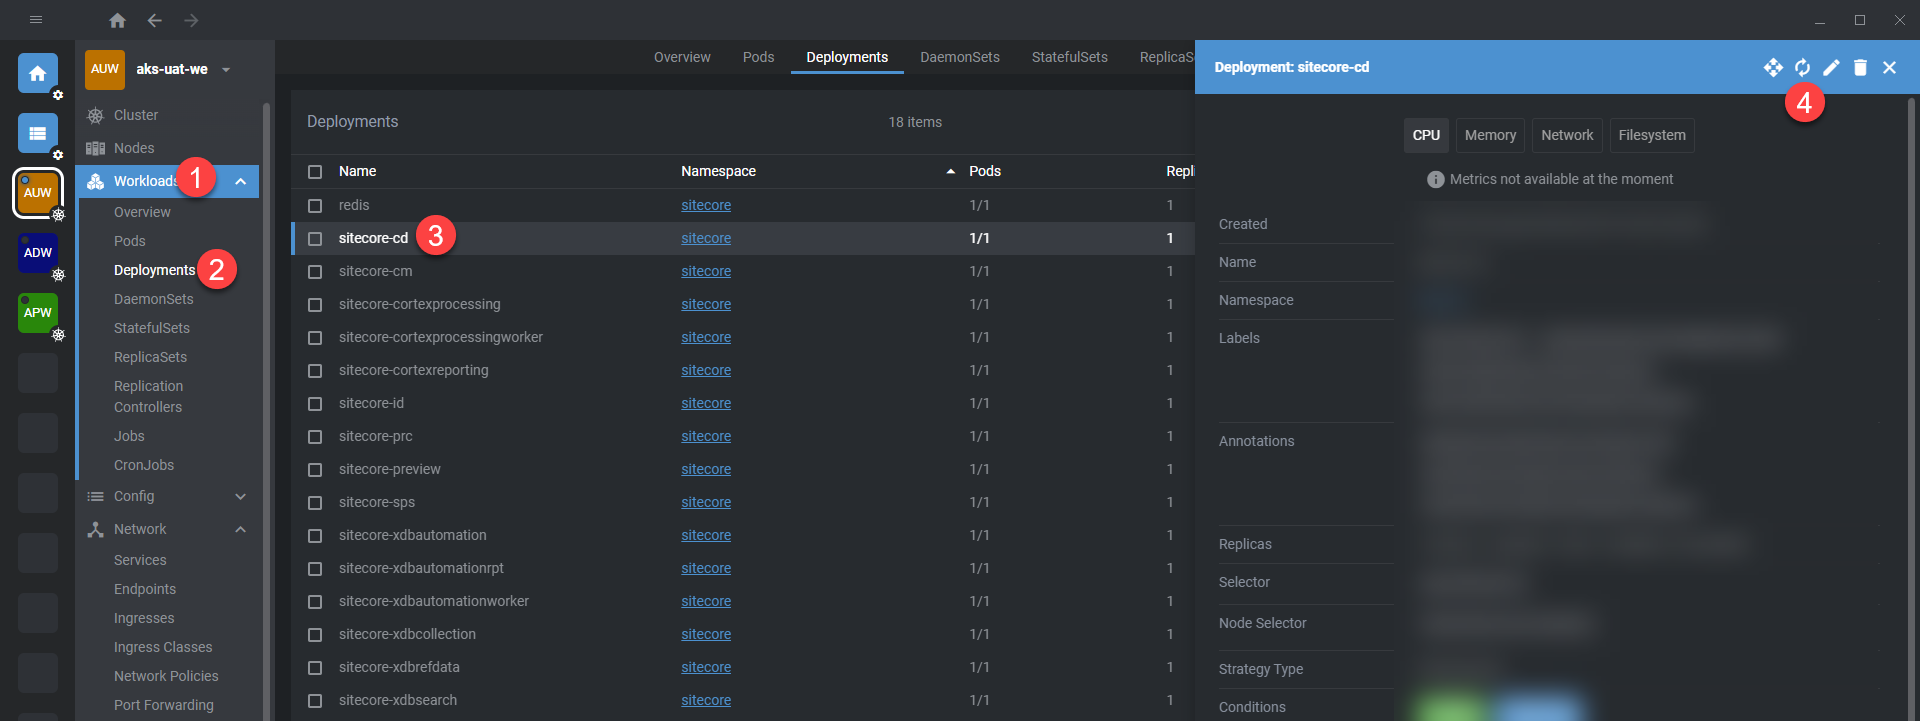 AUW
aks-uat-we
Cluster
Nodes
Workloads
1
Overview
Pods
Deployments
2
DaemonSets
StatefulSets
ReplicaSets
Replication
Controllers
Jobs
CronJobs
Config
Network
Services
Endpoints
Ingresses
Ingress Classes
Network Policies
Port Forwarding
AUW
ADW
APW
Overview Pods Deployments DaemonSets StatefulSets ReplicaS
Deployments 18 items
Name Namespace Pods Repli
redis sitecore 1/1 1
sitecore-cd 3 sitecore 1/1 1
sitecore-cm sitecore 1/1 1
sitecore-cortexprocessing sitecore 1/1 1
sitecore-cortexprocessingworker sitecore 1/1 1
sitecore-cortexreporting sitecore 1/1 1
sitecore-id sitecore 1/1 1
sitecore-prc sitecore 1/1 1
sitecore-preview sitecore 1/1 1
sitecore-sps sitecore 1/1 1
sitecore-xdbautomation sitecore 1/1 1
sitecore-xdbautomationrpt sitecore 1/1 1
sitecore-xdbautomationworker sitecore 1/1 1
sitecore-xdbcollection sitecore 1/1 1
sitecore-xdbrefdata sitecore 1/1 1
sitecore-xdbsearch sitecore 1/1 1
Deployment: sitecore-cd
4
CPU Memory Network Filesystem
Metrics not available at the moment
Created
Name
Namespace
Labels
Annotations
Replicas
Selector
Node Selector
Strategy Type
Conditions